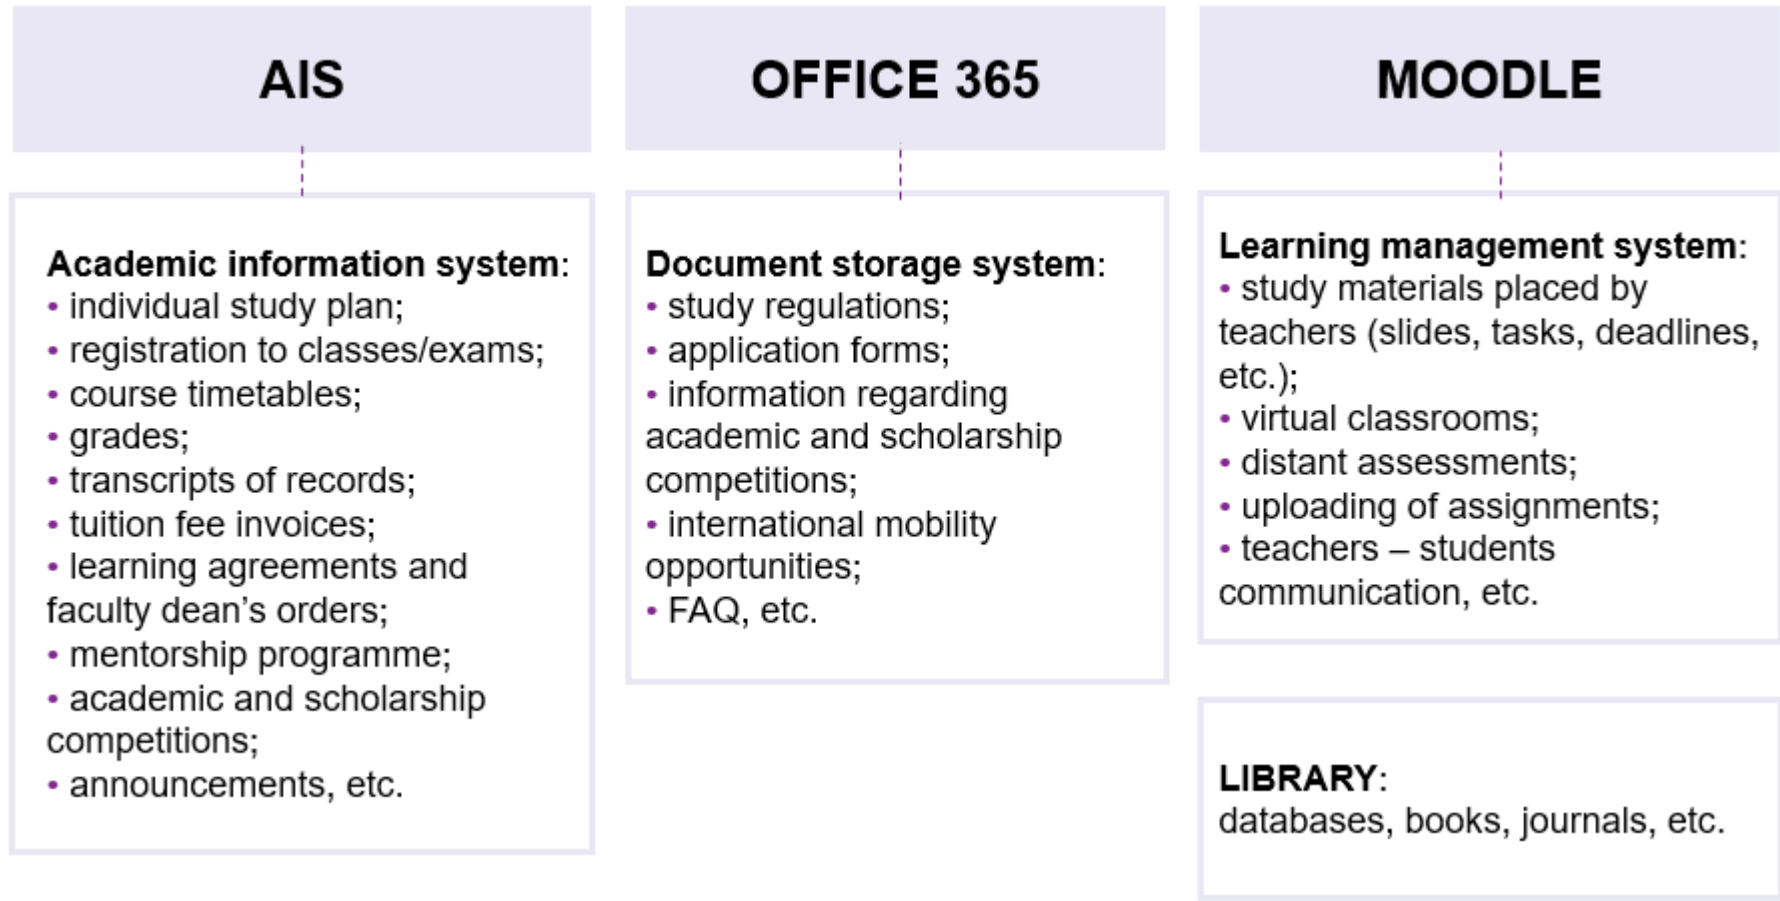 AIS
Academic information system:
• individual study plan;
• registration to classes/exams;
• course timetables;
• grades;
• transcripts of records;
• tuition fee invoices;
• learning agreements and
faculty dean’s orders;
• mentorship programme;
• academic and scholarship
competitions;
• announcements, etc.
OFFICE 365
Document storage system:
• study regulations;
• application forms;
• information regarding
academic and scholarship
competitions;
• international mobility
opportunities;
• FAQ, etc.
MOODLE
Learning management system:
• study materials placed by
teachers (slides, tasks, deadlines,
etc.);
• virtual classrooms;
• distant assessments;
• uploading of assignments;
• teachers – students
communication, etc.
LIBRARY:
databases, books, journals, etc.